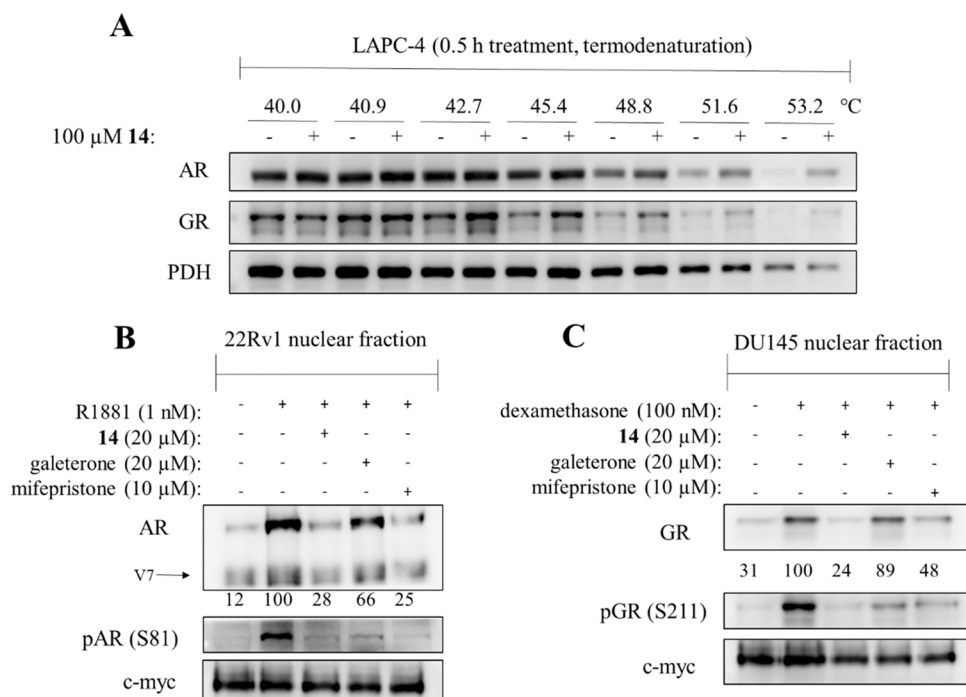 A
LAPC-4 (0.5 h treatment, termodenaturation)
40.0 40.9 42.7 45.4 48.8 51.6 53.2 °C
100 µM 14: - + - + - + - + - + - + - +
AR
GR
PDH
B
22Rv1 nuclear fraction
R1881 (1 nM): - + + + +
14 (20 µM): - - + - -
galeterone (20 µM): - - - + -
mifepristone (10 µM): - - - - +
AR
V7
12 100 28 66 25
pAR (S81)
c-myc
C
DU145 nuclear fraction
dexamethasone (100 nM): - + + + +
14 (20 µM): - - + - -
galeterone (20 µM): - - - + -
mifepristone (10 µM): - - - - +
GR
31 100 24 89 48
pGR (S211)
c-myc